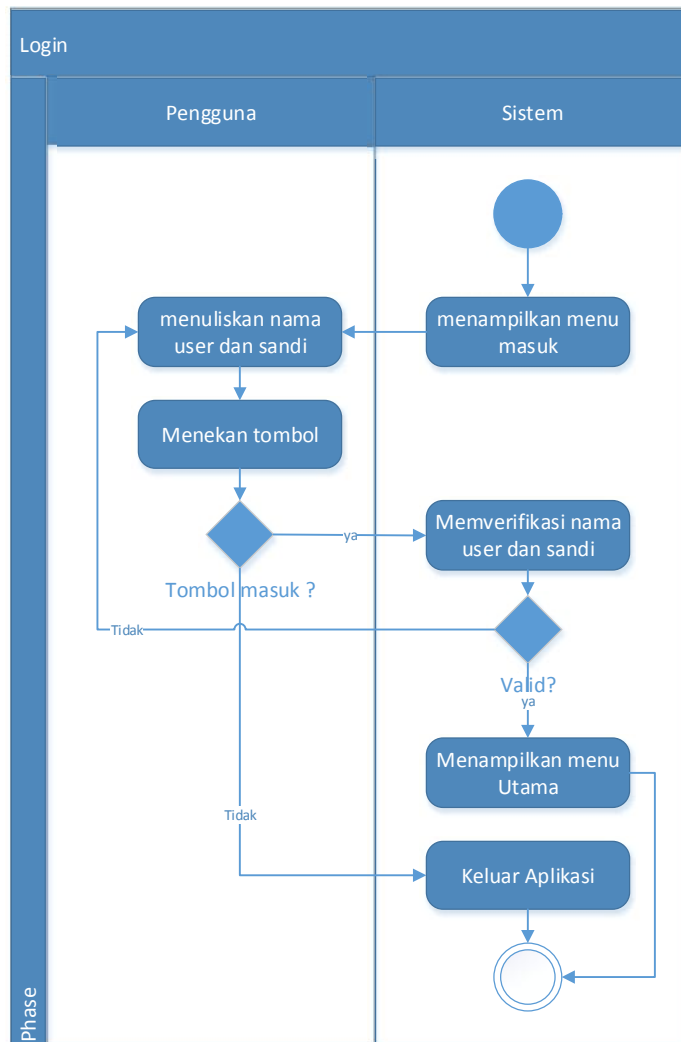 Login
Pengguna
Sistem
menuliskan nama
user dan sandi
menampilkan menu
masuk
Menekan tombol
Memverifikasi nama
user dan sandi
ya
Tombol masuk ?
Tidak
Valid?
ya
Menampilkan menu
Utama
Tidak
Keluar Aplikasi
Phase